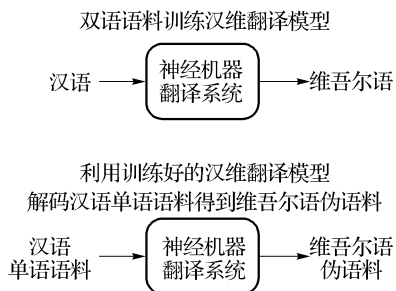 双语语料训练汉维翻译模型
汉语
神经机器
翻译系统
维吾尔语
利用训练好的汉维翻译模型
解码汉语单语语料得到维吾尔语伪语料
汉语
单语语料
神经机器
翻译系统
维吾尔语
伪语料